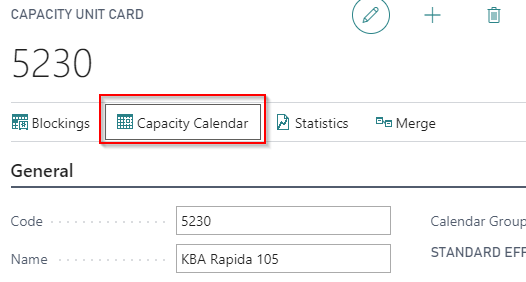 CAPACITY UNIT CARD
5230
Blockings Capacity Calendar Statistics Merge
General
Code 5230 Calendar Group
Name KBA Rapida 105 STANDARD EFF